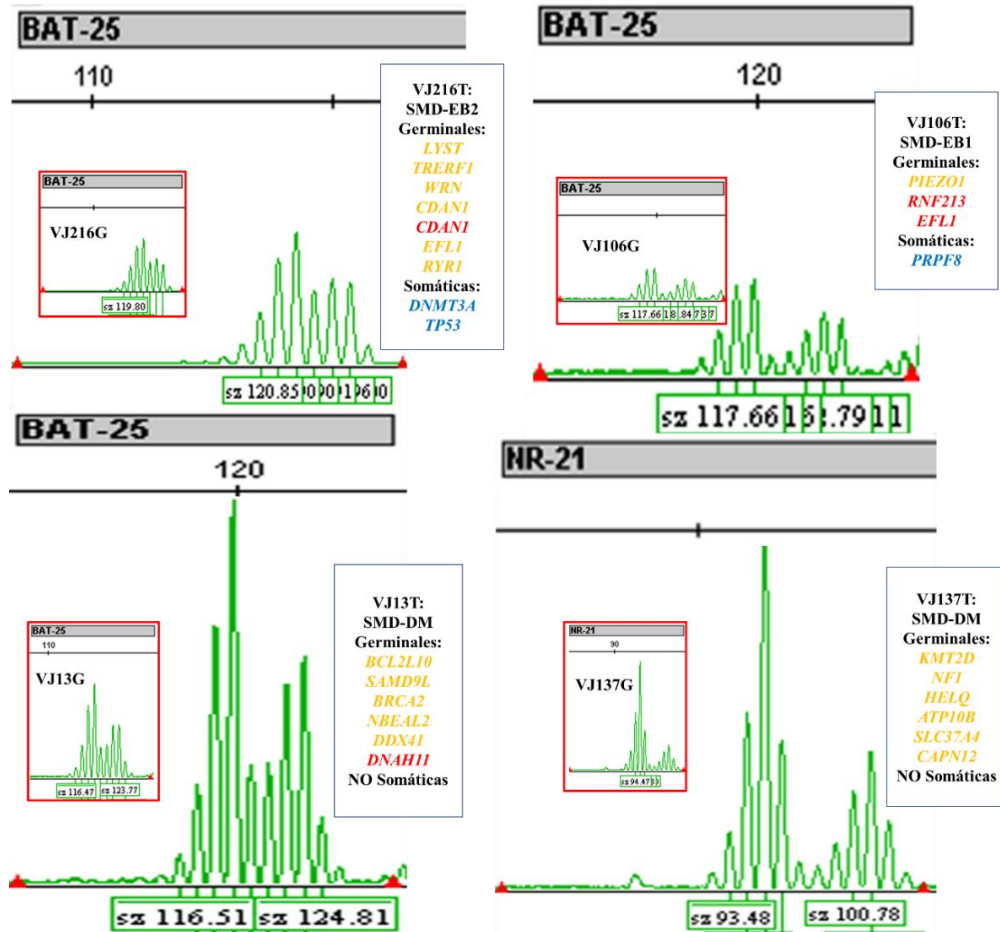 BAT-25
110
VJ216T:
SMD-EB2
Germinales:
LYST
TRERF1
WRN
CDAN1
CDAN1
EFL1
RYR1
Somáticas:
DNMT3A
TP53
BAT-25
VJ216G
sz 119.80
sz 120.85
BAT-25
120
VJ106T:
SMD-EB1
Germinales:
PIEZO1
RNF213
EFL1
Somáticas:
PRPF8
BAT-25
VJ106G
sz 117.66
sz 117.66
BAT-25
120
VJ13T:
SMD-DM
Germinales:
BCL2L10
SAMD9L
BRCA2
NBEAL2
DDX41
DNAH11
NO Somáticas
BAT-25
110
VJ13G
sz 116.47 sz 123.77
sz 116.51 sz 124.81
NR-21
VJ137T:
SMD-DM
Germinales:
KMT2D
NF1
HELQ
ATP10B
SLC37A4
CAPN12
NO Somáticas
NR-21
90
VJ137G
sz 94.47
sz 93.48 sz 100.78